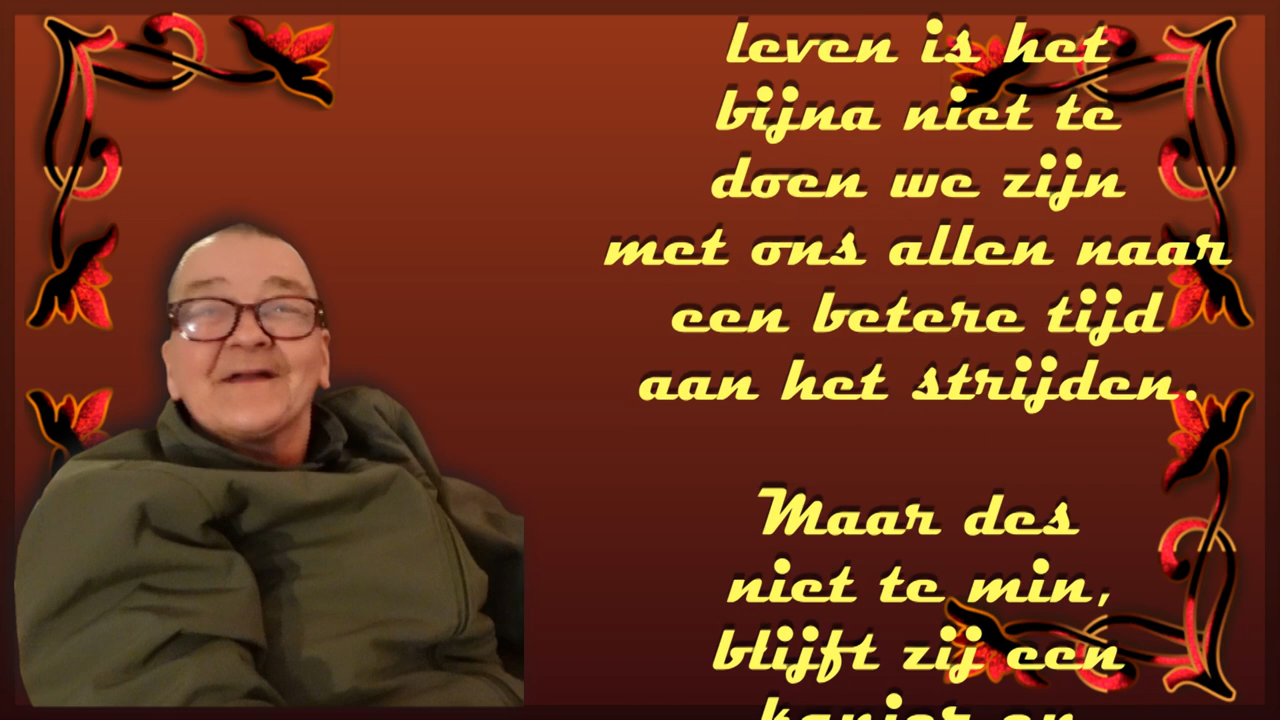 leven is het
bijna niet te
doen we zijn
met ons allen naar
een betere tijd
aan het strijden.
Maar des
niet te min,
blijft zij een